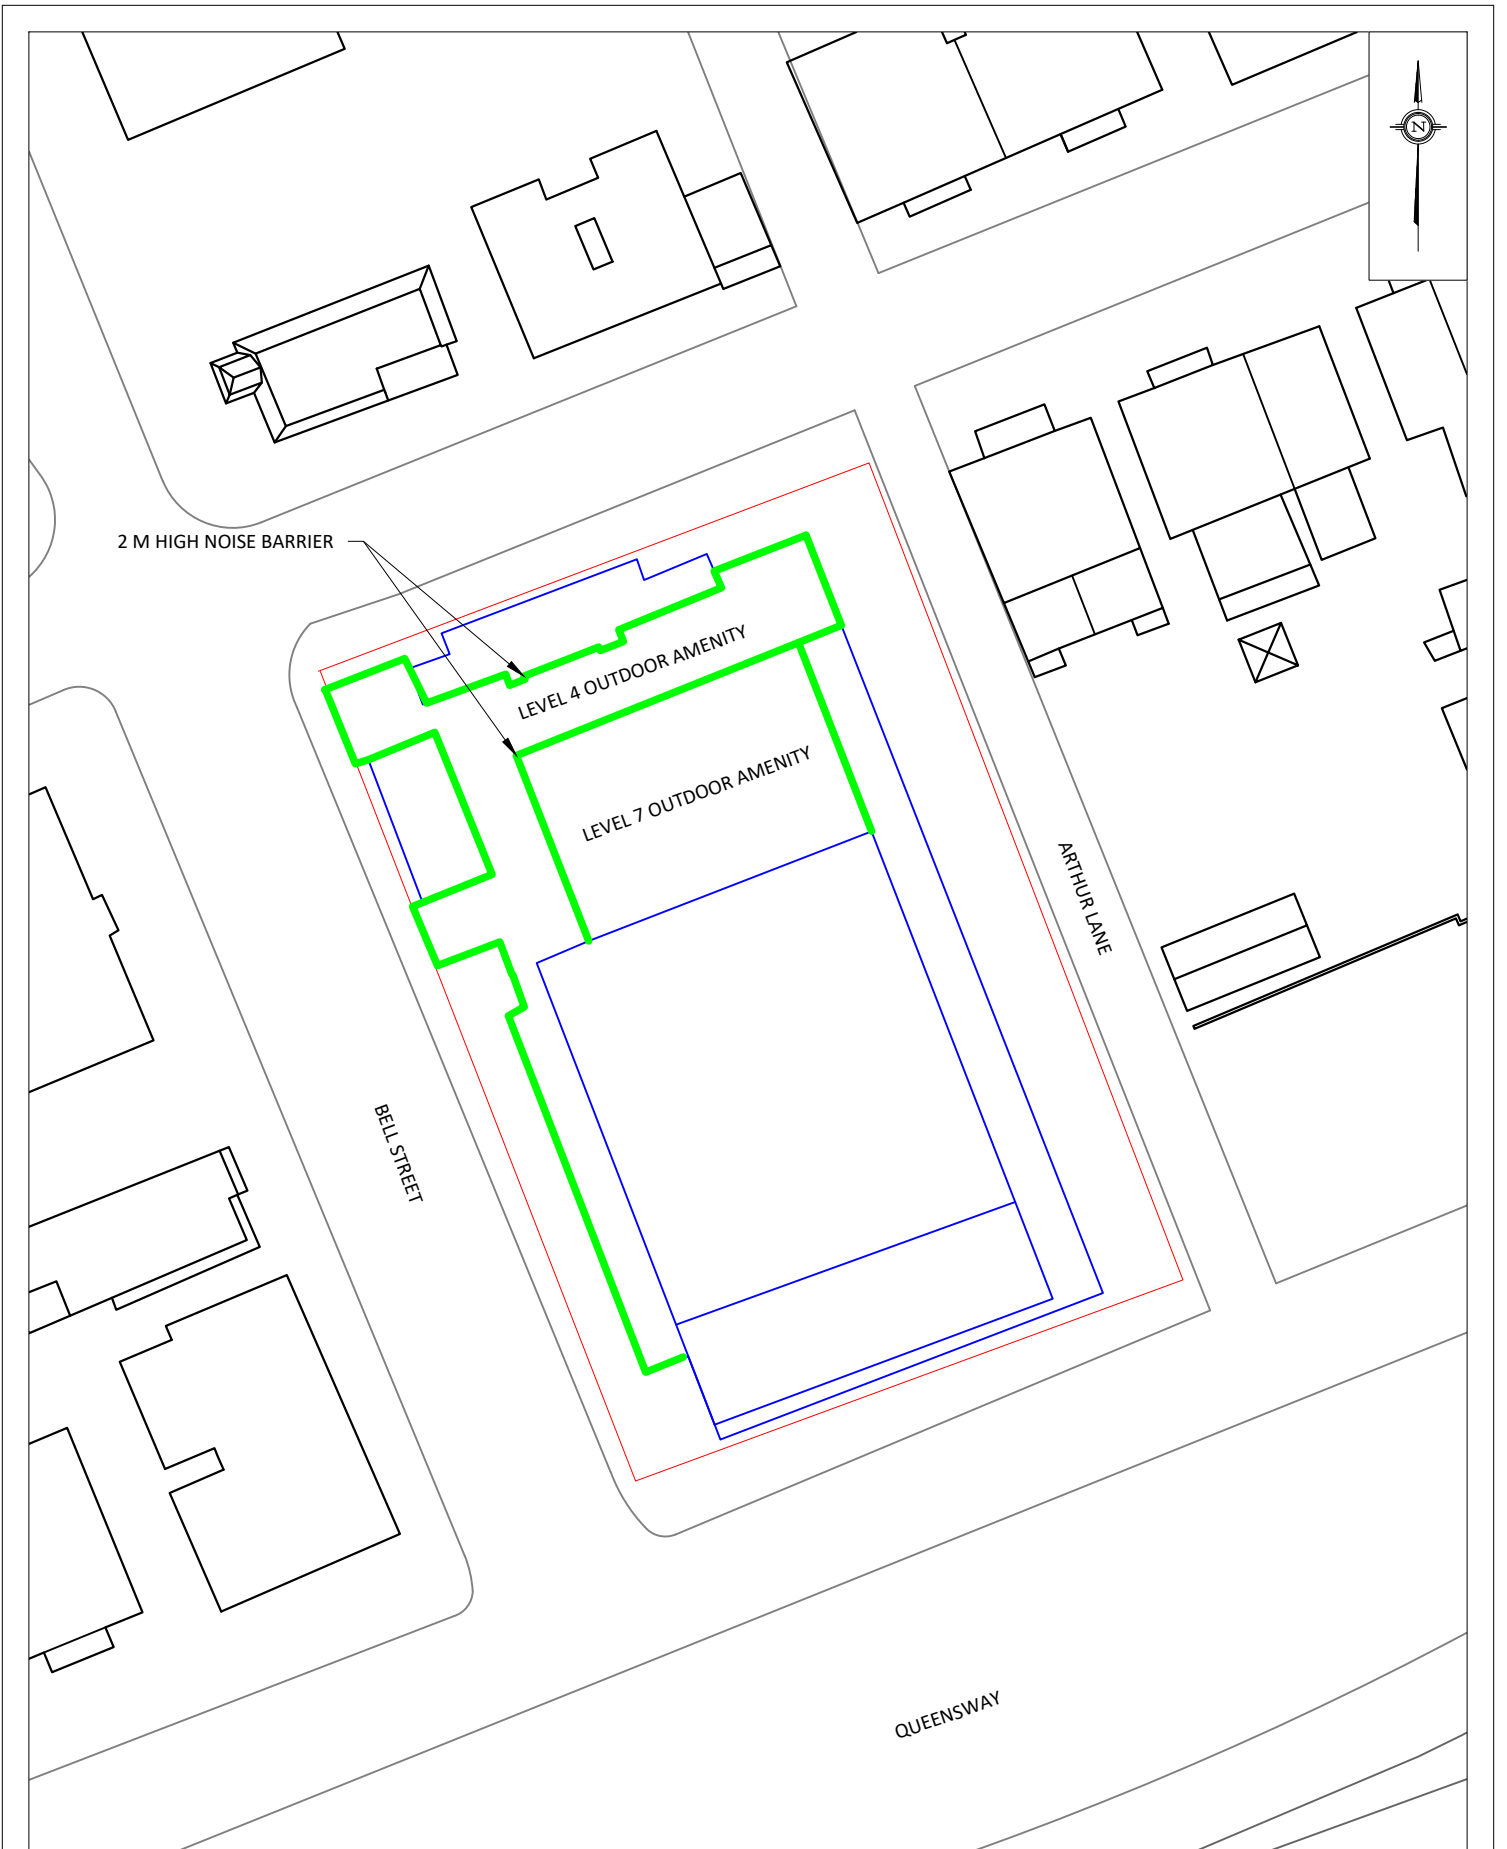 N
2 M HIGH NOISE BARRIER
LEVEL 4 OUTDOOR AMENITY
LEVEL 7 OUTDOOR AMENITY
ARTHUR LANE
BELL STREET
QUEENSWAY